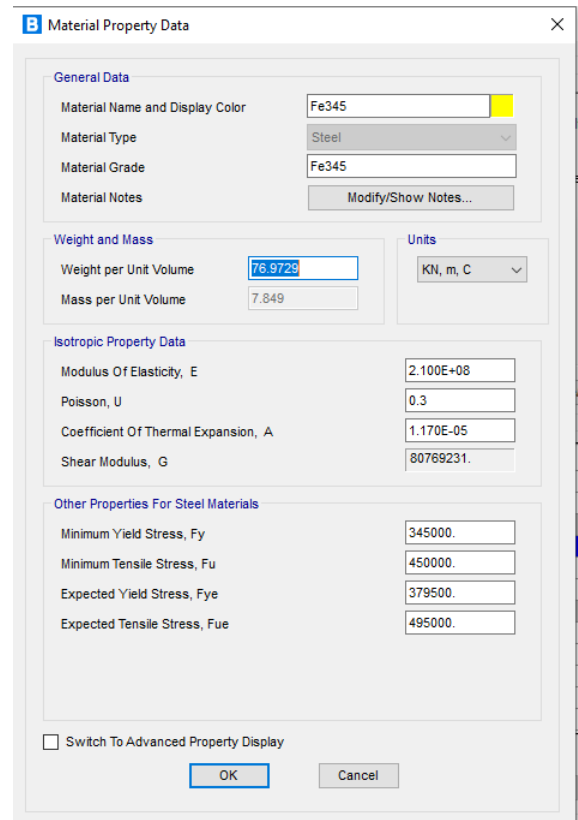 B Material Property Data
General Data
Material Name and Display Color Fe345
Material Type Steel
Material Grade Fe345
Material Notes Modify/Show Notes...
Weight and Mass
Weight per Unit Volume 76.9729
Mass per Unit Volume 7.849
Units
KN, m, C
Isotropic Property Data
Modulus Of Elasticity, E 2.100E+08
Poisson, U 0.3
Coefficient Of Thermal Expansion, A 1.170E-05
Shear Modulus, G 80769231.
Other Properties For Steel Materials
Minimum Yield Stress, Fy 345000.
Minimum Tensile Stress, Fu 450000.
Expected Yield Stress, Fye 379500.
Expected Tensile Stress, Fue 495000.
Switch To Advanced Property Display
OK Cancel